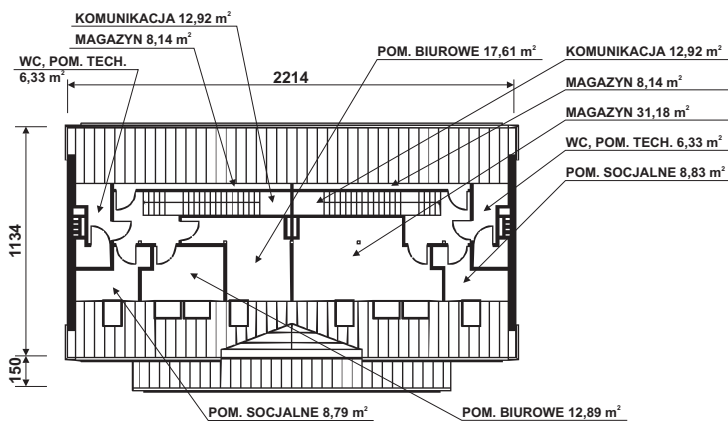 KOMUNIKACJA 12,92 m²
MAGAZYN 8,14 m²
WC, POM. TECH.
6,33 m²
2214
POM. BIUROWE 17,61 m²
KOMUNIKACJA 12,92 m²
MAGAZYN 8,14 m²
MAGAZYN 31,18 m²
WC, POM. TECH. 6,33 m²
POM. SOCJALNE 8,83 m²
1134
150
POM. SOCJALNE 8,79 m²
POM. BIUROWE 12,89 m²